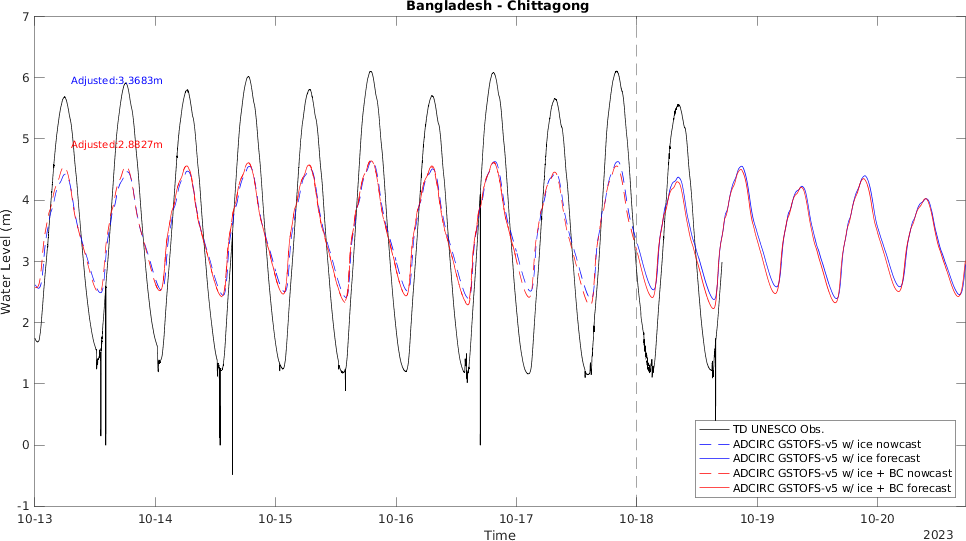 Bangladesh - Chittagong
7
6
5
4
3
2
1
0
-1
Water Level (m)
Adjusted:3.3683m
Adjusted:2.8327m
TD UNESCO Obs.
ADCIRC GSTOFS-v5 w/ ice nowcast
ADCIRC GSTOFS-v5 w/ ice forecast
ADCIRC GSTOFS-v5 w/ ice + BC nowcast
ADCIRC GSTOFS-v5 w/ ice + BC forecast
10-13 10-14 10-15 10-16 10-17 10-18 10-19 10-20
Time
2023